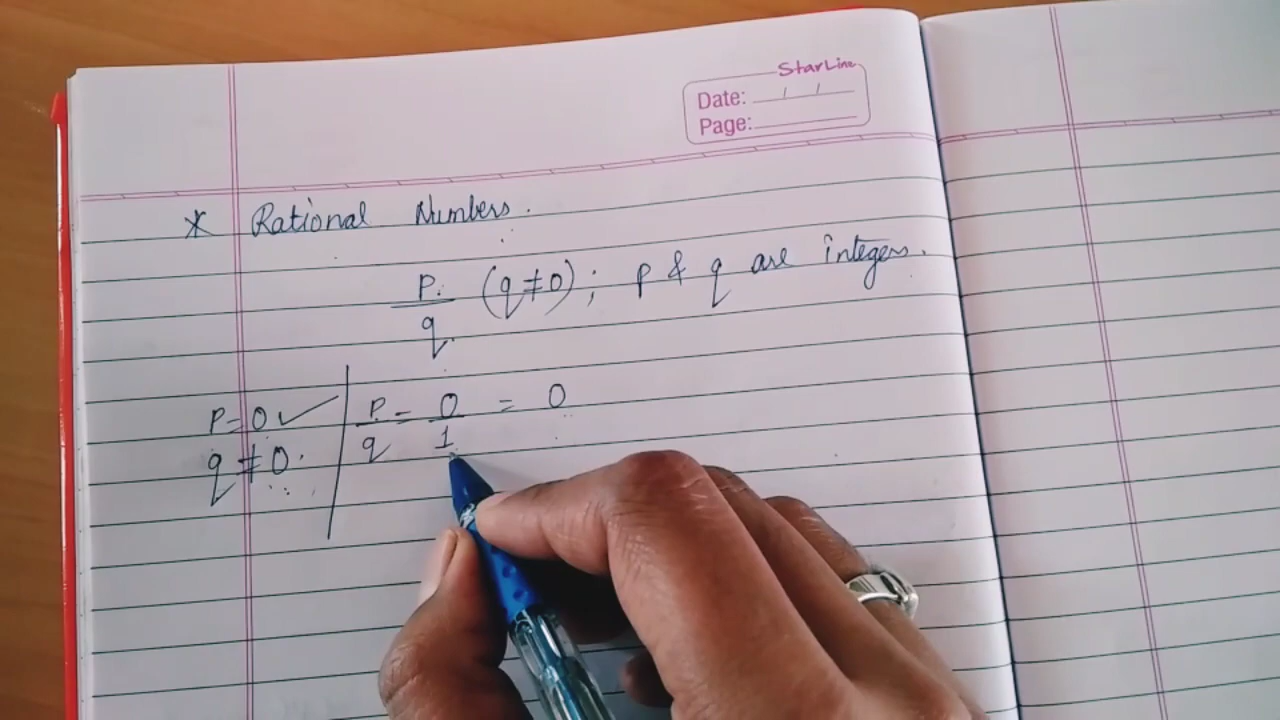 StarLine
Date: / /
Page:
* Rational Numbers.
p/q (q≠0); p & q are integers.
P=0 ✓
q≠0.
P/q = 0/1 = 0